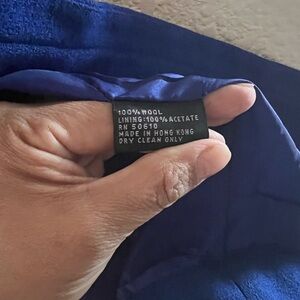 100% WOOL
LINING:100% ACETATE
RN 50610
MADE IN HONG KONG
DRY CLEAN ONLY